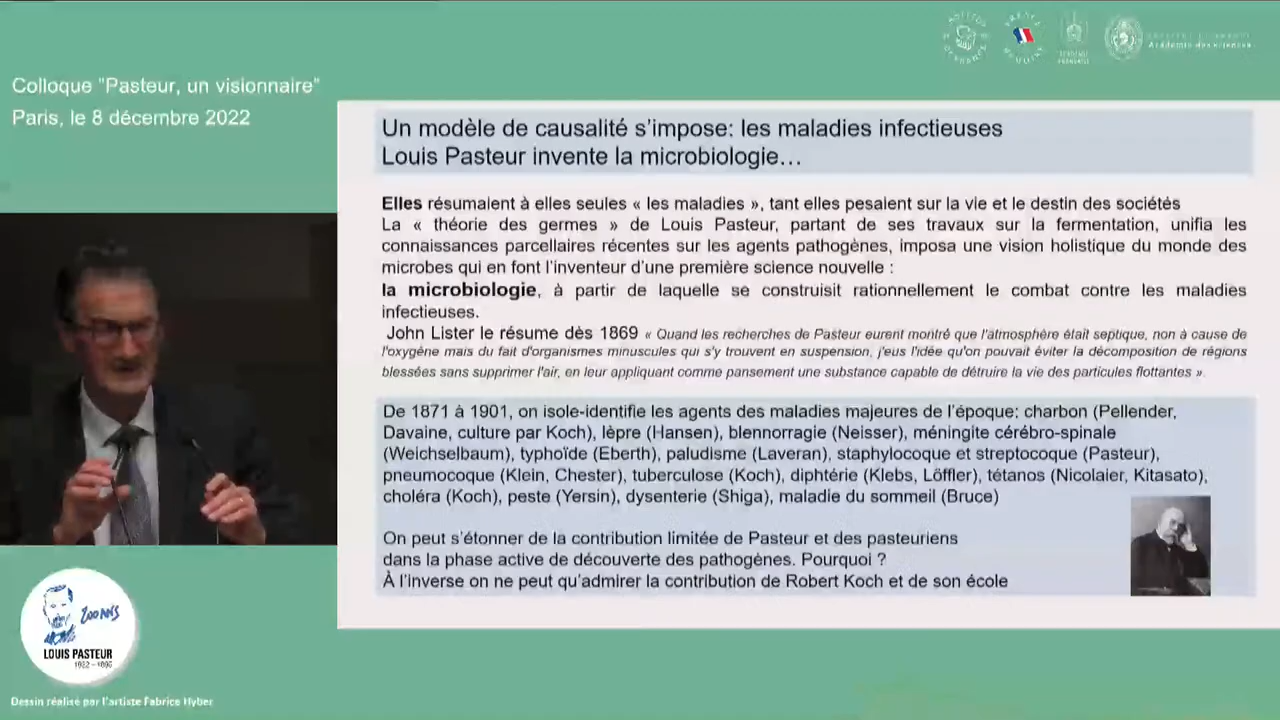 Colloque "Pasteur, un visionnaire"
Paris, le 8 décembre 2022
Académie des sciences
Un modèle de causalité s’impose: les maladies infectieuses
Louis Pasteur invente la microbiologie…
Elles résumaient à elles seules « les maladies », tant elles pesaient sur la vie et le destin des sociétés
La « théorie des germes » de Louis Pasteur, partant de ses travaux sur la fermentation, unifia les
connaissances parcellaires récentes sur les agents pathogènes, imposa une vision holistique du monde des
microbes qui en font l’inventeur d’une première science nouvelle :
la microbiologie, à partir de laquelle se construisit rationnellement le combat contre les maladies
infectieuses.
John Lister le résume dès 1869 « Quand les recherches de Pasteur eurent montré que l'atmosphère était septique, non à cause de
l'oxygène mais du fait d'organismes minuscules qui s'y trouvent en suspension, j'eus l'idée qu'on pouvait éviter la décomposition de régions
blessées sans supprimer l'air, en leur appliquant comme pansement une substance capable de détruire la vie des particules flottantes ».
De 1871 à 1901, on isole-identifie les agents des maladies majeures de l’époque: charbon (Pellender,
Davaine, culture par Koch), lèpre (Hansen), blennorragie (Neisser), méningite cérébro-spinale
(Weichselbaum), typhoïde (Eberth), paludisme (Laveran), staphylocoque et streptocoque (Pasteur),
pneumocoque (Klein, Chester), tuberculose (Koch), diphtérie (Klebs, Löffler), tétanos (Nicolaier, Kitasato),
choléra (Koch), peste (Yersin), dysenterie (Shiga), maladie du sommeil (Bruce)
On peut s’étonner de la contribution limitée de Pasteur et des pasteuriens
dans la phase active de découverte des pathogènes. Pourquoi ?
À l’inverse on ne peut qu’admirer la contribution de Robert Koch et de son école
200 ANS
LOUIS PASTEUR
1822 - 1895
Dessin réalisé par l'artiste Fabrice Hyber